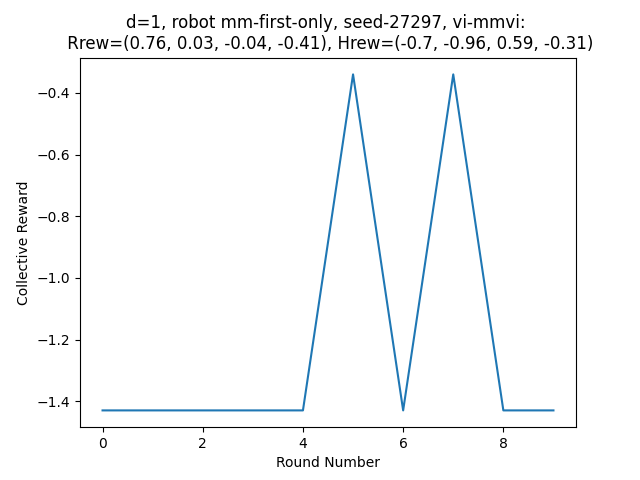 d=1, robot mm-first-only, seed-27297, vi-mmvi:
Rrew=(0.76, 0.03, -0.04, -0.41), Hrew=(-0.7, -0.96, 0.59, -0.31)
−0.4
−0.6
−0.8
−1.0
−1.2
−1.4
Collective Reward
0 2 4 6 8
Round Number